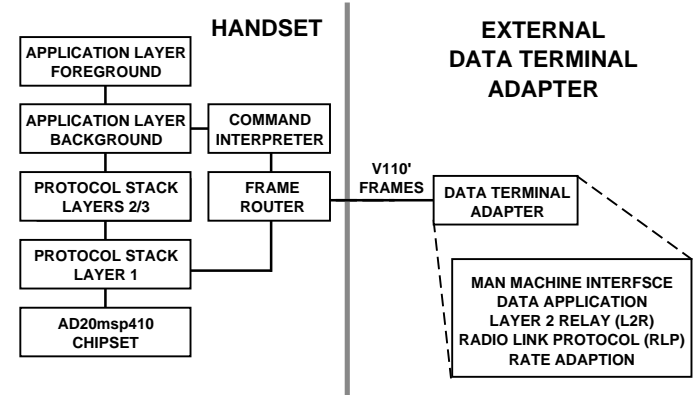 HANDSET
APPLICATION LAYER
FOREGROUND
APPLICATION LAYER
BACKGROUND
COMMAND
INTERPRETER
PROTOCOL STACK
LAYERS 2/3
FRAME
ROUTER
PROTOCOL STACK
LAYER 1
AD20msp410
CHIPSET
EXTERNAL
DATA TERMINAL
ADAPTER
V110'
FRAMES
DATA TERMINAL
ADAPTER
MAN MACHINE INTERFSCE
DATA APPLICATION
LAYER 2 RELAY (L2R)
RADIO LINK PROTOCOL (RLP)
RATE ADAPTION